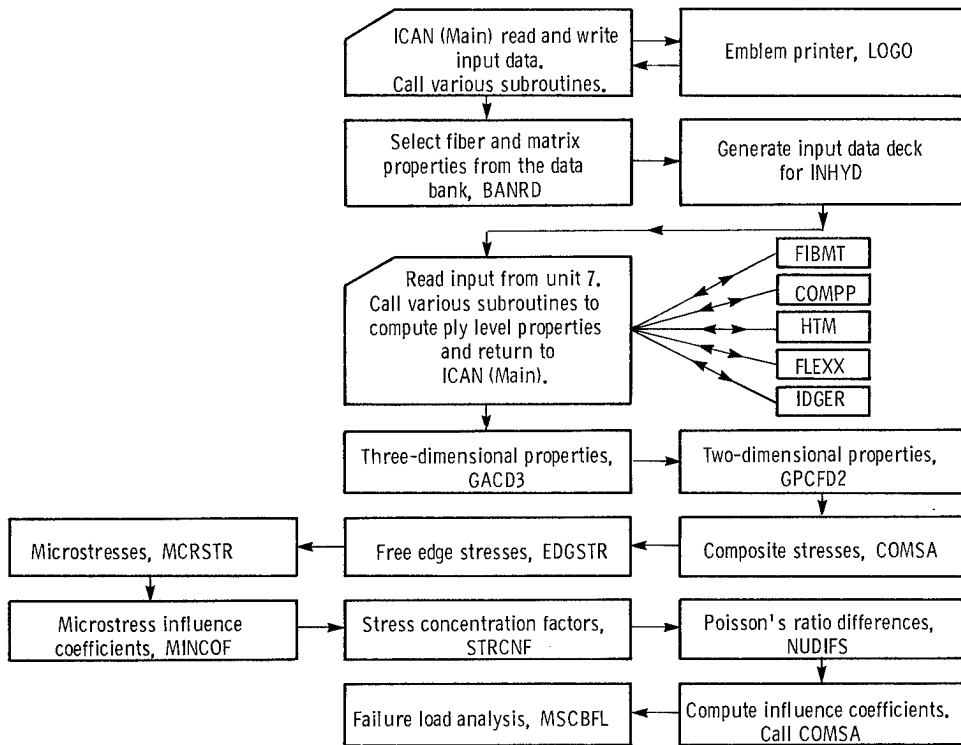 ICAN (Main) read and write
input data.
Call various subroutines.
Emblem printer, LOGO
Select fiber and matrix
properties from the data
bank, BANRD
Generate input data deck
for INHYD
Read input from unit 7.
Call various subroutines to
compute ply level properties
and return to
ICAN (Main).
FIBMT
COMPP
HTM
FLEXX
IDGER
Three-dimensional properties,
GACD3
Two-dimensional properties,
GPCFD2
Microstresses, MCRSTR
Free edge stresses, EDGSTR
Composite stresses, COMSA
Microstress influence
coefficients, MINCOF
Stress concentration factors,
STRCNF
Poisson's ratio differences,
NUDIFS
Failure load analysis, MSCBFL
Compute influence coefficients.
Call COMSA